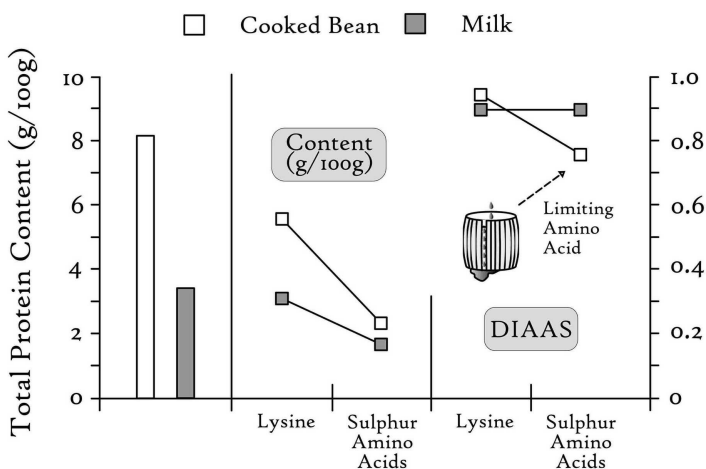 Cooked Bean
Milk
Total Protein Content (g/100g)
10
8
6
4
2
0
Content
(g/100g)
Lysine
Sulphur
Amino
Acids
Limiting
Amino
Acid
DIAAS
Lysine
Sulphur
Amino
Acids
1.0
0.8
0.6
0.4
0.2
0